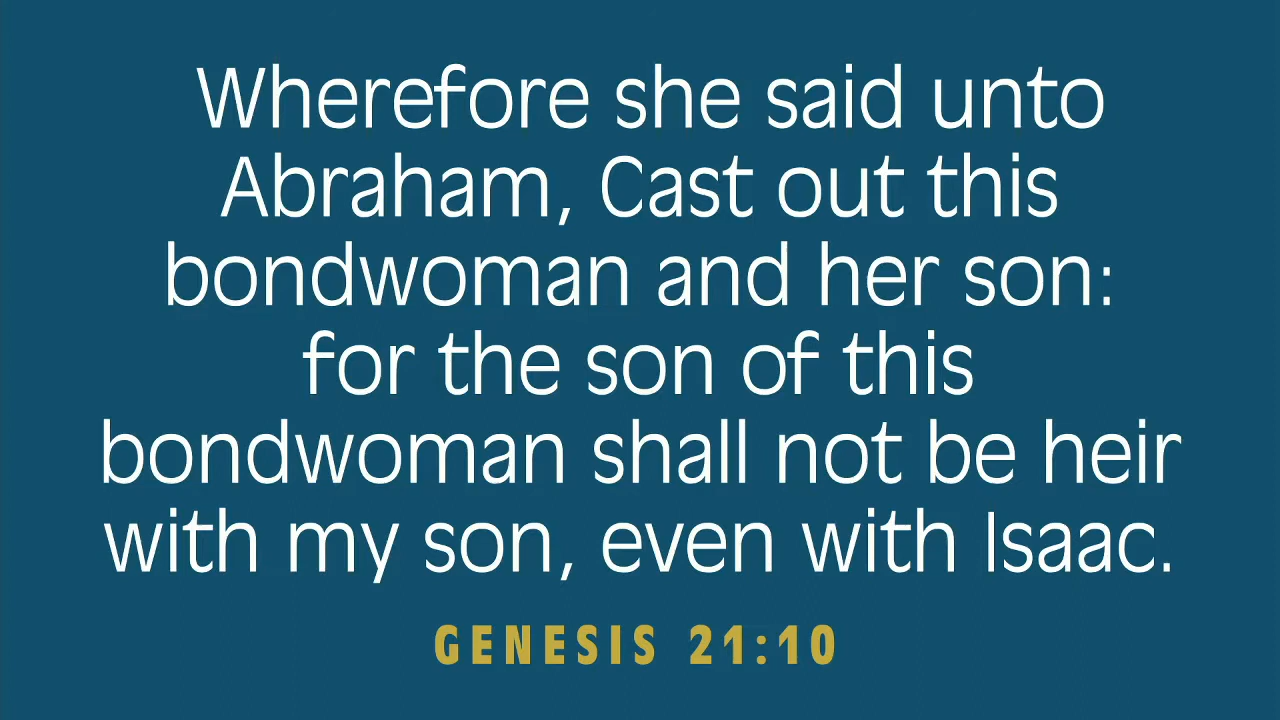 Wherefore she said unto
Abraham, Cast out this
bondwoman and her son:
for the son of this
bondwoman shall not be heir
with my son, even with Isaac.
GENESIS 21:10